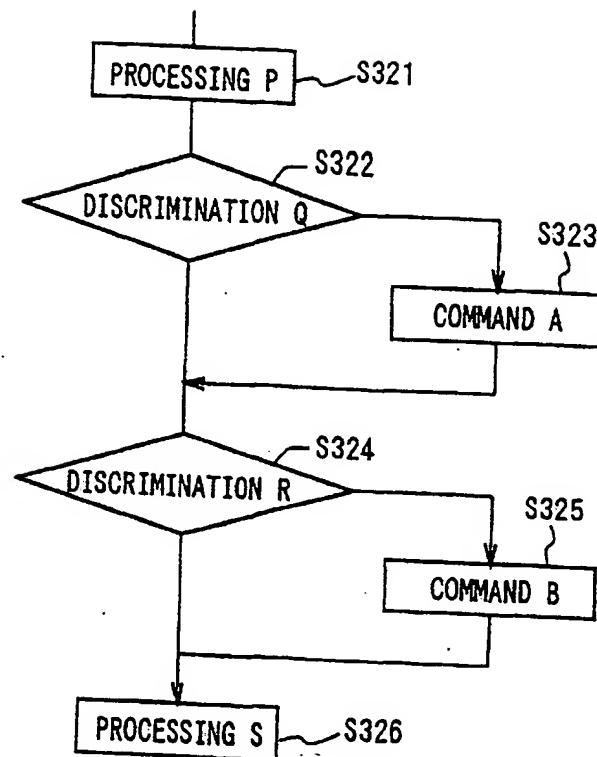 PROCESSING P
S321
S322
DISCRIMINATION Q
S323
COMMAND A
S324
DISCRIMINATION R
S325
COMMAND B
PROCESSING S
S326